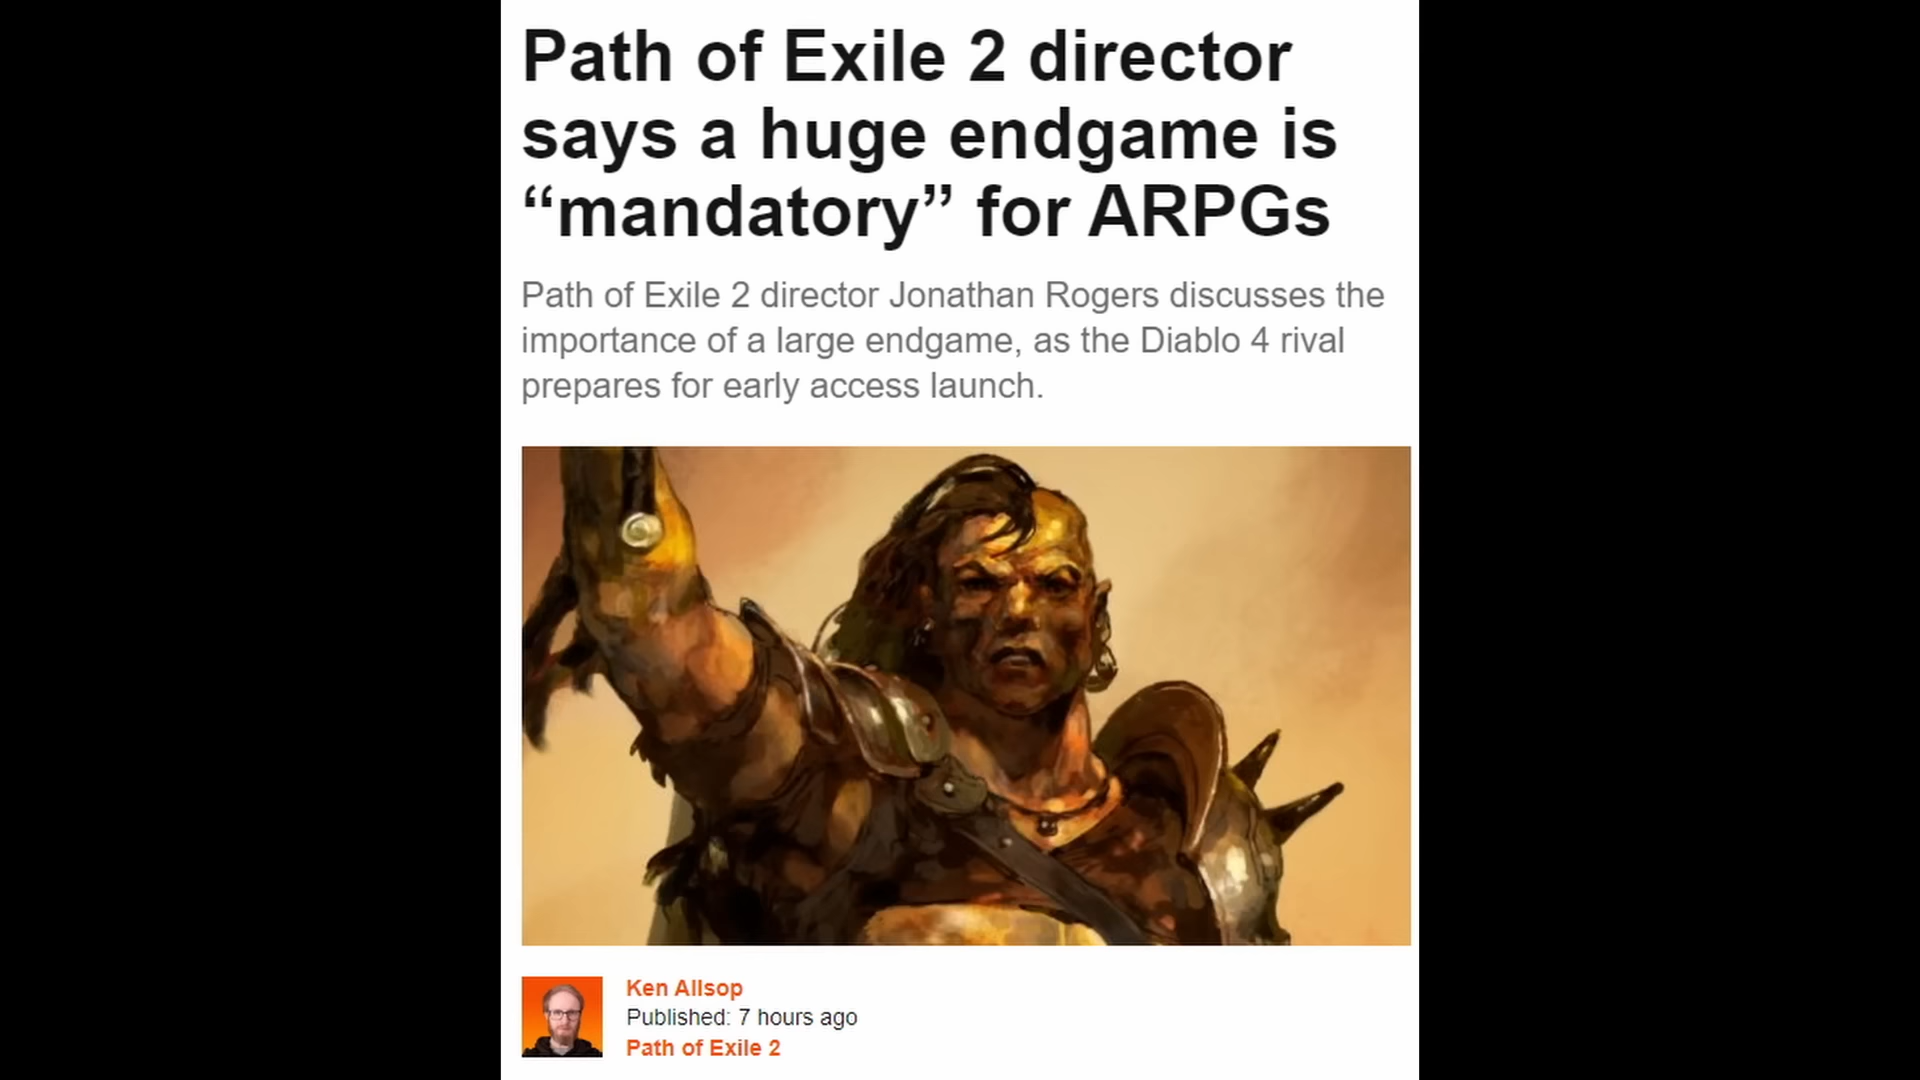 Path of Exile 2 director
says a huge endgame is
“mandatory” for ARPGs
Path of Exile 2 director Jonathan Rogers discusses the
importance of a large endgame, as the Diablo 4 rival
prepares for early access launch.
Ken Allsop
Published: 7 hours ago
Path of Exile 2